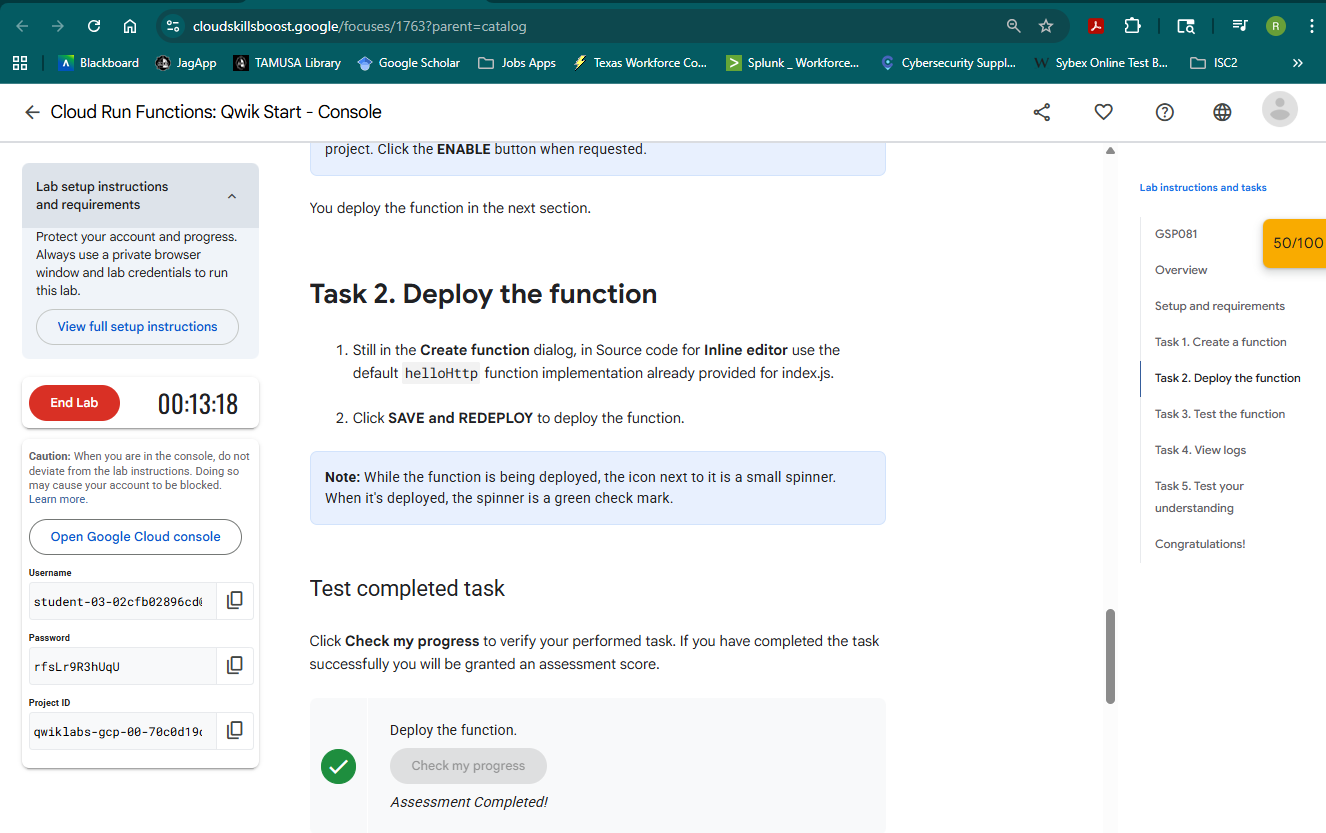 cloudskillsboost.google/focuses/1763?parent=catalog
R
Blackboard
JagApp
TAMUSA Library
Google Scholar
Jobs Apps
Texas Workforce Co...
Splunk _ Workforce...
Cybersecurity Suppl...
W Sybex Online Test B...
ISC2
»
Cloud Run Functions: Qwik Start - Console
Lab setup instructions
and requirements
Protect your account and progress.
Always use a private browser
window and lab credentials to run
this lab.
View full setup instructions
End Lab
00:13:18
Caution: When you are in the console, do not
deviate from the lab instructions. Doing so
may cause your account to be blocked.
Learn more.
Open Google Cloud console
Username
student-03-02cfb02896cd
Password
rfsLr9R3hUqU
Project ID
qwiklabs-gcp-00-70c0d19
project. Click the ENABLE button when requested.
You deploy the function in the next section.
Task 2. Deploy the function
1. Still in the Create function dialog, in Source code for Inline editor use the
default helloHttp function implementation already provided for index.js.
2. Click SAVE and REDEPLOY to deploy the function.
Note: While the function is being deployed, the icon next to it is a small spinner.
When it's deployed, the spinner is a green check mark.
Test completed task
Click Check my progress to verify your performed task. If you have completed the task
successfully you will be granted an assessment score.
Deploy the function.
Check my progress
Assessment Completed!
Lab instructions and tasks
GSP081
50/100
Overview
Setup and requirements
Task 1. Create a function
Task 2. Deploy the function
Task 3. Test the function
Task 4. View logs
Task 5. Test your
understanding
Congratulations!